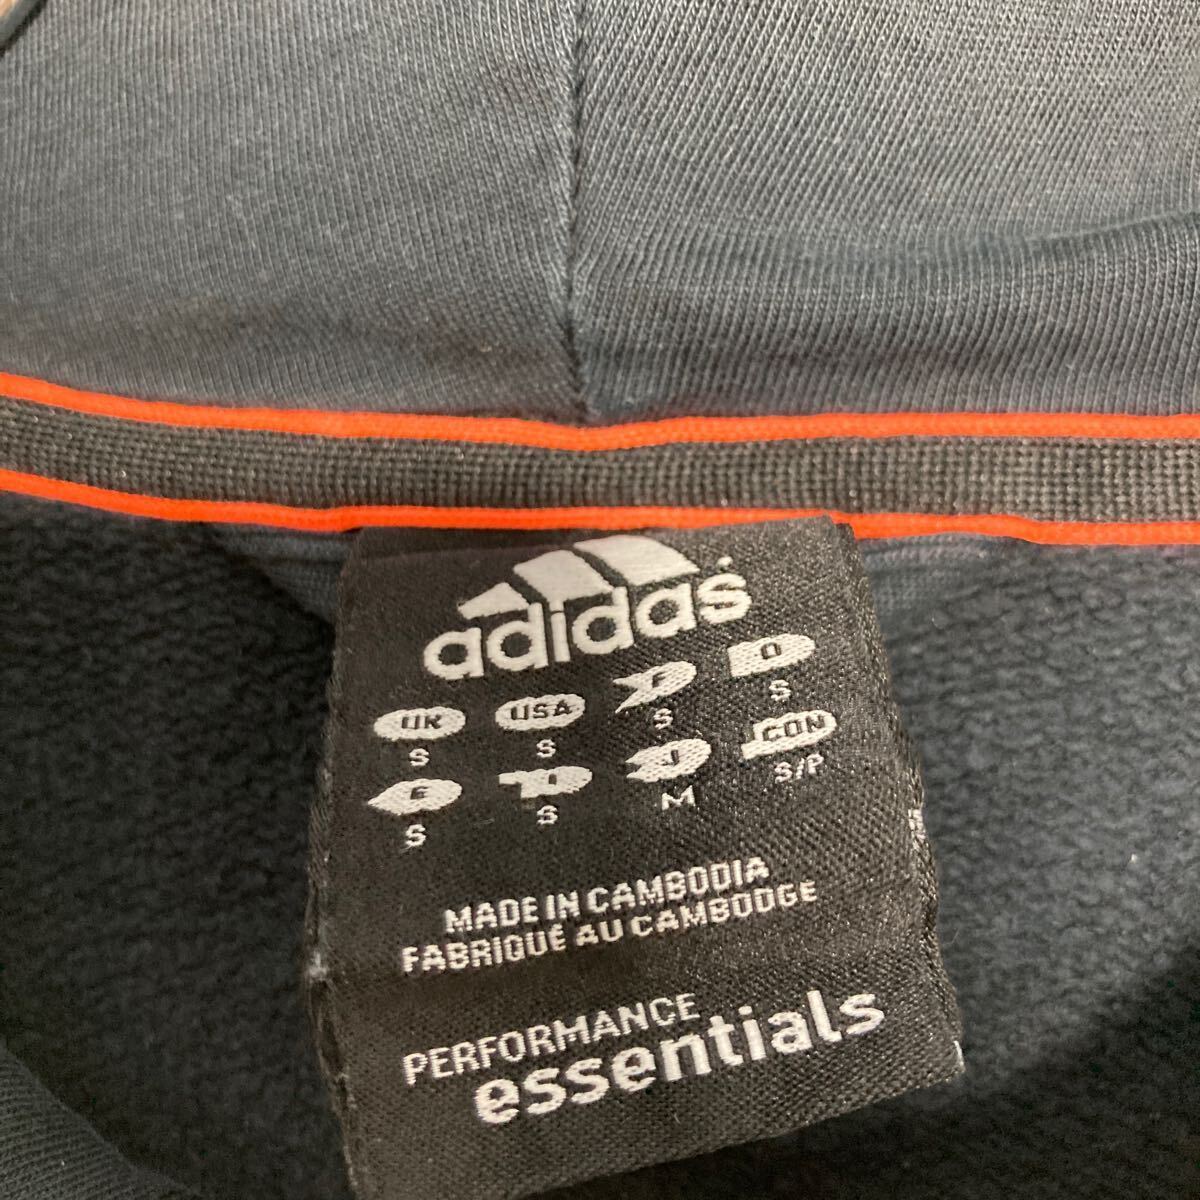 adidas
UK USA F D
S S S S
E I J CDN
S S M S/P
MADE IN CAMBODIA
FABRIQUÉ AU CAMBODGE
PERFORMANCE
essentials